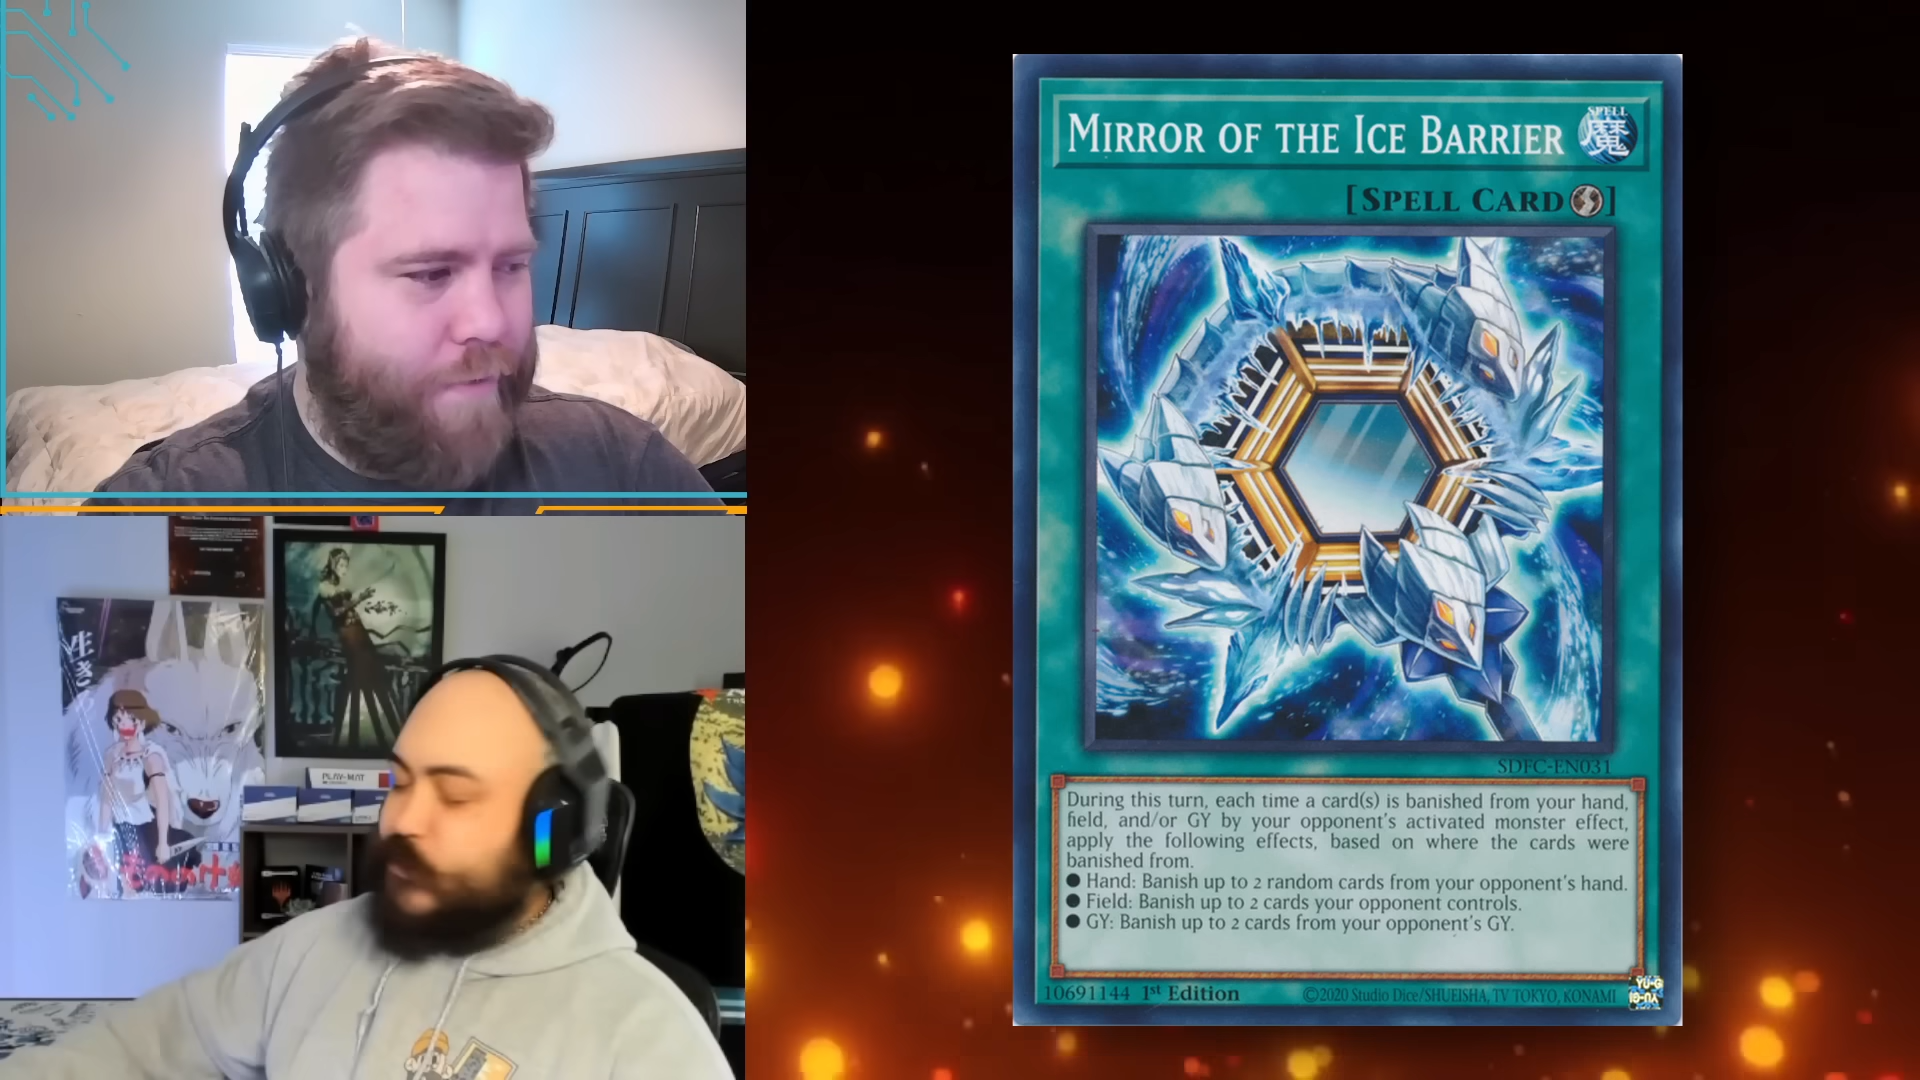 MIRROR OF THE ICE BARRIER
SPELL
魔
[SPELL CARD]
SDFC-EN031
During this turn, each time a card(s) is banished from your hand,
field, and/or GY by your opponent's activated monster effect,
apply the following effects, based on where the cards were
banished from.
● Hand: Banish up to 2 random cards from your opponent's hand.
● Field: Banish up to 2 cards your opponent controls.
● GY: Banish up to 2 cards from your opponent's GY.
10691144 1st Edition
©2020 Studio Dice/SHUEISHA, TV TOKYO, KONAMI
PLAY-MAT
生き